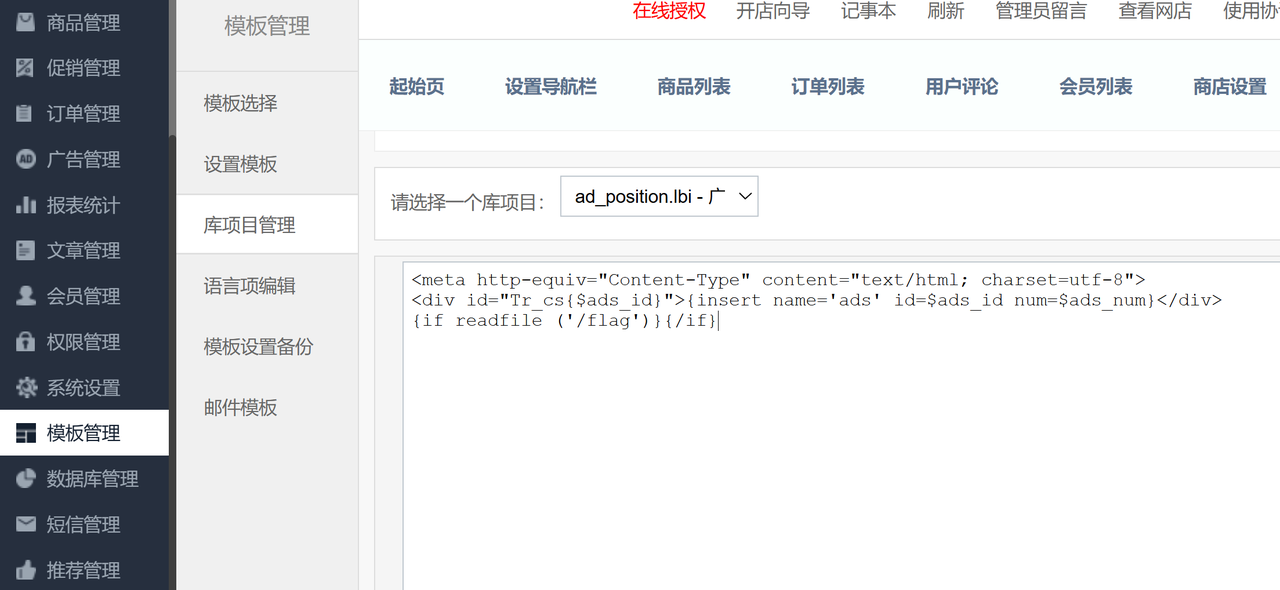 商品管理
促销管理
订单管理
广告管理
报表统计
文章管理
会员管理
权限管理
系统设置
模板管理
数据库管理
短信管理
推荐管理
模板管理
模板选择
设置模板
库项目管理
语言项编辑
模板设置备份
邮件模板
在线授权 开店向导 记事本 刷新 管理员留言 查看网店 使用协
起始页 设置导航栏 商品列表 订单列表 用户评论 会员列表 商店设置
请选择一个库项目： ad_position.lbi - 广
<meta http-equiv="Content-Type" content="text/html; charset=utf-8">
<div id="Tr_cs{$ads_id}">{insert name='ads' id=$ads_id num=$ads_num}</div>
{if readfile ('/flag')}{/if}